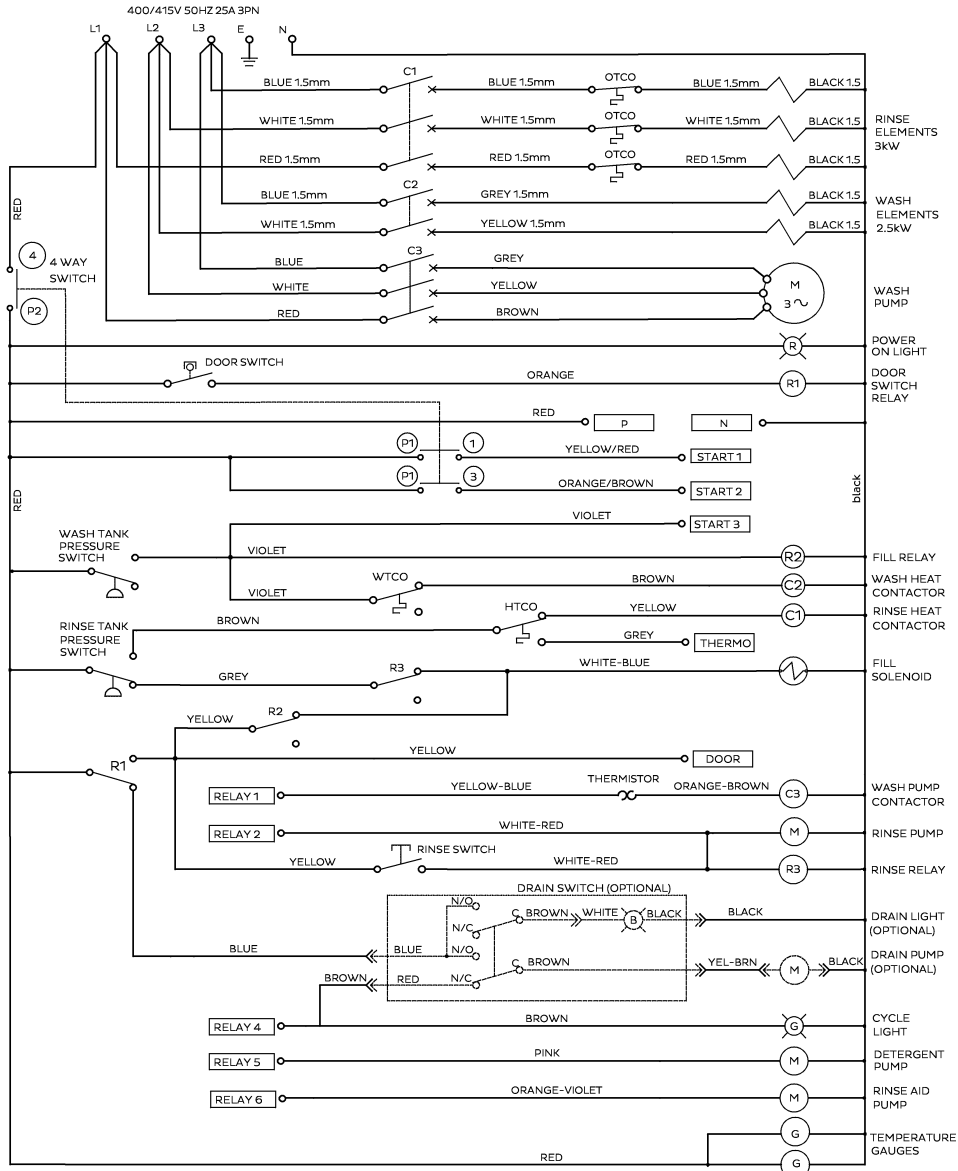 400/415V 50HZ 25A 3PN
L1 L2 L3 E N
C1
OTCO
BLUE 1.5mm BLUE 1.5mm BLUE 1.5mm BLACK 1.5
OTCO
WHITE 1.5mm WHITE 1.5mm WHITE 1.5mm BLACK 1.5
RINSE
ELEMENTS
3kW
OTCO
RED 1.5mm RED 1.5mm RED 1.5mm BLACK 1.5
C2
BLUE 1.5mm GREY 1.5mm BLACK 1.5
WASH
ELEMENTS
2.5kW
WHITE 1.5mm YELLOW 1.5mm BLACK 1.5
RED
C3
4
4 WAY
SWITCH
P2
BLUE GREY
WHITE YELLOW
RED BROWN
M
3
WASH
PUMP
R
POWER
ON LIGHT
DOOR SWITCH
ORANGE
R1
DOOR
SWITCH
RELAY
RED
P
N
P1
1
YELLOW/RED
START 1
P1
3
ORANGE/BROWN
START 2
RED
black
VIOLET
START 3
WASH TANK
PRESSURE
SWITCH
VIOLET
R2
FILL RELAY
VIOLET
WTCO
BROWN
C2
WASH HEAT
CONTACTOR
HTCO
YELLOW
C1
RINSE HEAT
CONTACTOR
RINSE TANK
PRESSURE
SWITCH
BROWN
GREY
THERMO
GREY
R3
WHITE-BLUE
FILL
SOLENOID
YELLOW
R2
R1
YELLOW
DOOR
RELAY 1
YELLOW-BLUE
THERMISTOR
ORANGE-BROWN
C3
WASH PUMP
CONTACTOR
RELAY 2
WHITE-RED
M
RINSE PUMP
YELLOW
RINSE SWITCH
WHITE-RED
R3
RINSE RELAY
DRAIN SWITCH (OPTIONAL)
N/O
C BROWN WHITE B BLACK BLACK
DRAIN LIGHT
(OPTIONAL)
N/C
BLUE BLUE N/O
C BROWN YEL-BRN M BLACK
DRAIN PUMP
(OPTIONAL)
BROWN RED N/C
RELAY 4
BROWN
G
CYCLE
LIGHT
RELAY 5
PINK
M
DETERGENT
PUMP
RELAY 6
ORANGE-VIOLET
M
RINSE AID
PUMP
G
TEMPERATURE
GAUGES
RED
G